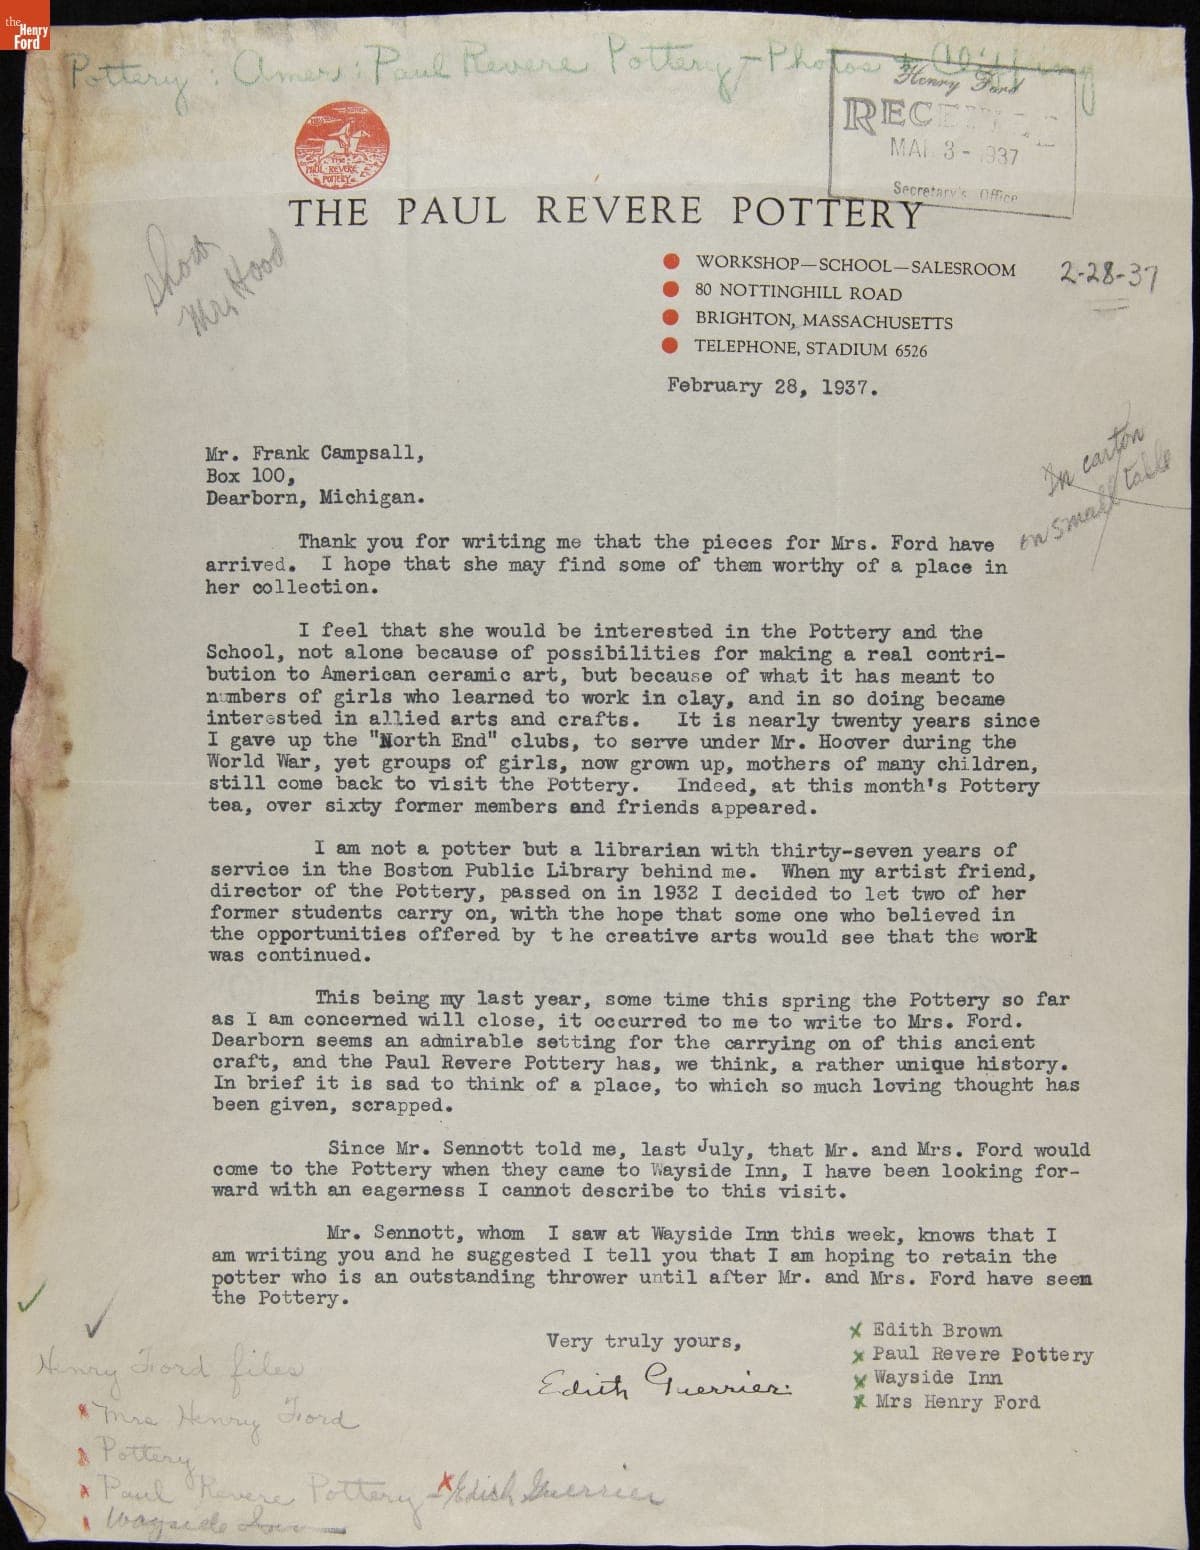 the
Henry
Ford
Pottery: Amer: Paul Revere Pottery - Photos & Clipping
Henry Ford
RECEIVED
MAR 3 - 1937
Secretary's Office
THE
PAUL REVERE
POTTERY
THE PAUL REVERE POTTERY
Show
Mr. Hood
WORKSHOP—SCHOOL—SALESROOM
2-28-37
80 NOTTINGHILL ROAD
BRIGHTON, MASSACHUSETTS
TELEPHONE, STADIUM 6526
February 28, 1937.
In carton
on small table
Mr. Frank Campsall,
Box 100,
Dearborn, Michigan.
Thank you for writing me that the pieces for Mrs. Ford have
arrived. I hope that she may find some of them worthy of a place in
her collection.
I feel that she would be interested in the Pottery and the
School, not alone because of possibilities for making a real contri-
bution to American ceramic art, but because of what it has meant to
numbers of girls who learned to work in clay, and in so doing became
interested in allied arts and crafts. It is nearly twenty years since
I gave up the "North End" clubs, to serve under Mr. Hoover during the
World War, yet groups of girls, now grown up, mothers of many children,
still come back to visit the Pottery. Indeed, at this month's Pottery
tea, over sixty former members and friends appeared.
I am not a potter but a librarian with thirty-seven years of
service in the Boston Public Library behind me. When my artist friend,
director of the Pottery, passed on in 1932 I decided to let two of her
former students carry on, with the hope that some one who believed in
the opportunities offered by t he creative arts would see that the work
was continued.
This being my last year, some time this spring the Pottery so far
as I am concerned will close, it occurred to me to write to Mrs. Ford.
Dearborn seems an admirable setting for the carrying on of this ancient
craft, and the Paul Revere Pottery has, we think, a rather unique history.
In brief it is sad to think of a place, to which so much loving thought has
been given, scrapped.
Since Mr. Sennott told me, last July, that Mr. and Mrs. Ford would
come to the Pottery when they came to Wayside Inn, I have been looking for-
ward with an eagerness I cannot describe to this visit.
Mr. Sennott, whom I saw at Wayside Inn this week, knows that I
am writing you and he suggested I tell you that I am hoping to retain the
potter who is an outstanding thrower until after Mr. and Mrs. Ford have seen
the Pottery.
Very truly yours,
Edith Guerrier.
x Edith Brown
x Paul Revere Pottery
x Wayside Inn
x Mrs Henry Ford
Henry Ford files
x Mrs Henry Ford
x Pottery
x Paul Revere Pottery - x Edith Guerrier
x Wayside Inn